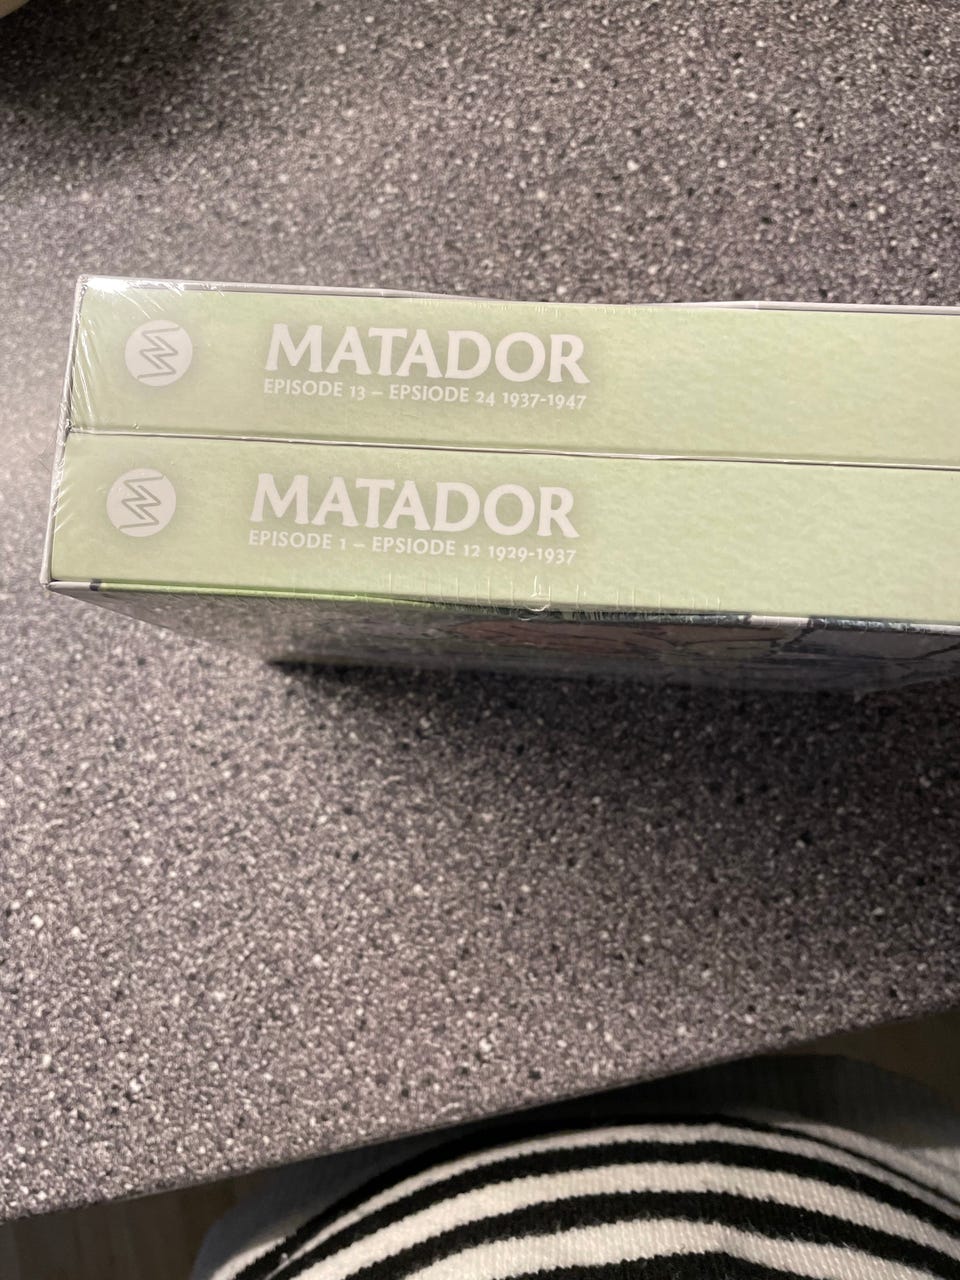 MATADOR
EPISODE 13 – EPSIODE 24 1937-1947
MATADOR
EPISODE 1 – EPSIODE 12 1929-1937